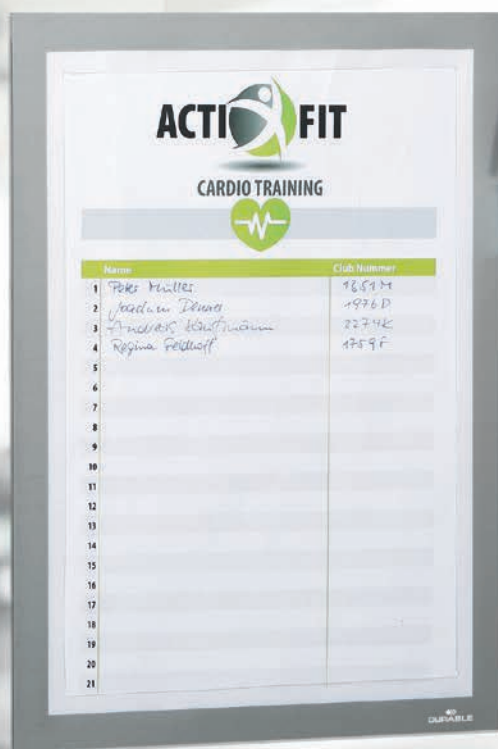 ACTI FIT
CARDIO TRAINING
Name Club Nummer
1 Peter Müller 1651M
2 Joachim Denner 1976D
3 Andreas Kaufmann 2274K
4 Regina Feldhoff 1759F
5
6
7
8
9
10
11
12
13
14
15
16
17
18
19
20
21
DURABLE